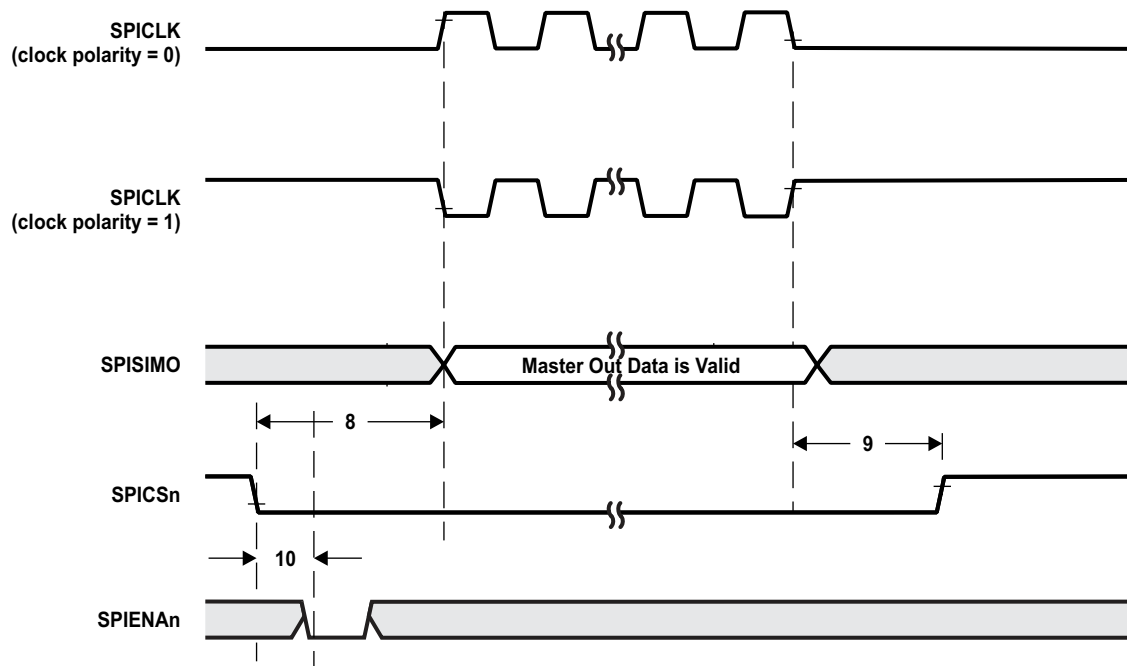 SPICLK
(clock polarity = 0)
SPICLK
(clock polarity = 1)
SPISIMO
Master Out Data is Valid
8
9
SPICSn
10
SPIENAn